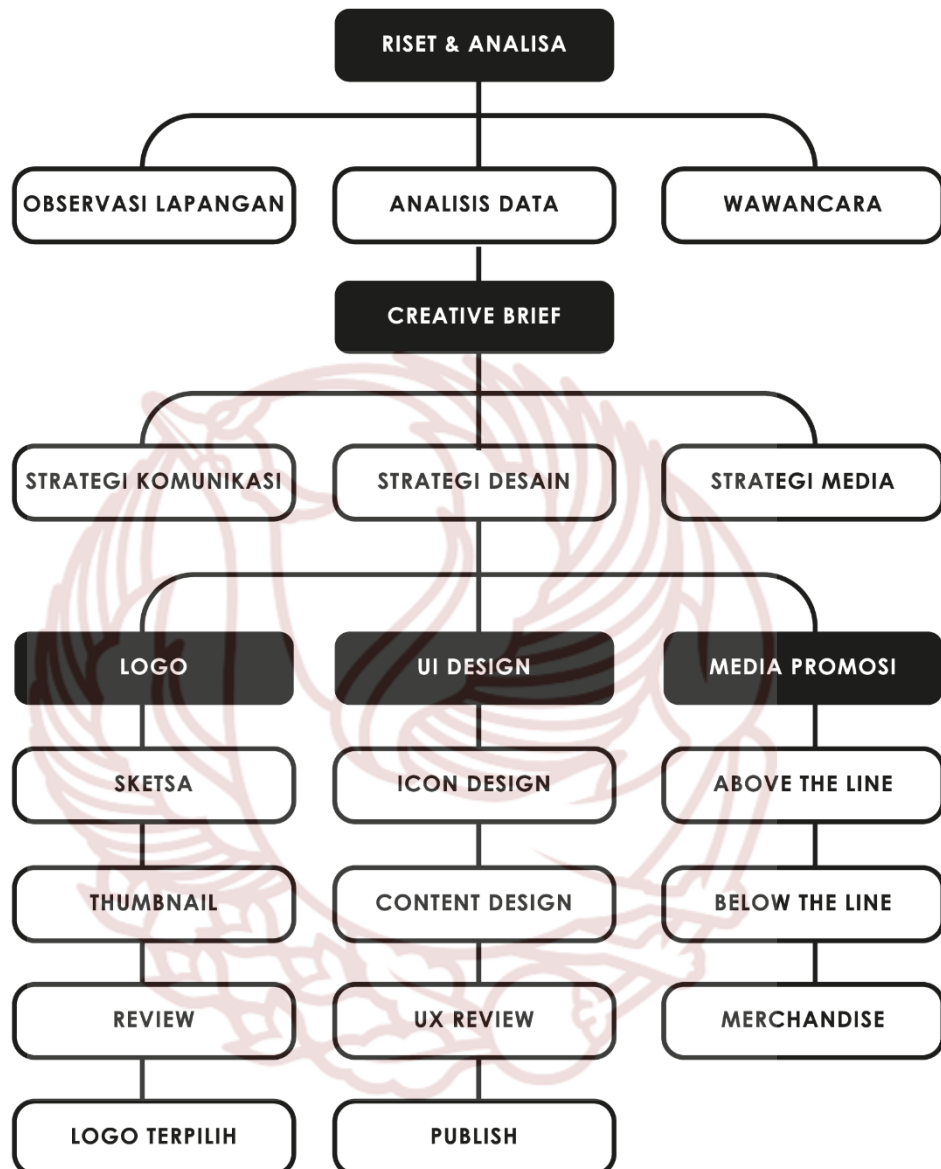 RISET & ANALISA
OBSERVASI LAPANGAN
ANALISIS DATA
WAWANCARA
CREATIVE BRIEF
STRATEGI KOMUNIKASI
STRATEGI DESAIN
STRATEGI MEDIA
LOGO
UI DESIGN
MEDIA PROMOSI
SKETSA
ICON DESIGN
ABOVE THE LINE
THUMBNAIL
CONTENT DESIGN
BELOW THE LINE
REVIEW
UX REVIEW
MERCHANDISE
LOGO TERPILIH
PUBLISH